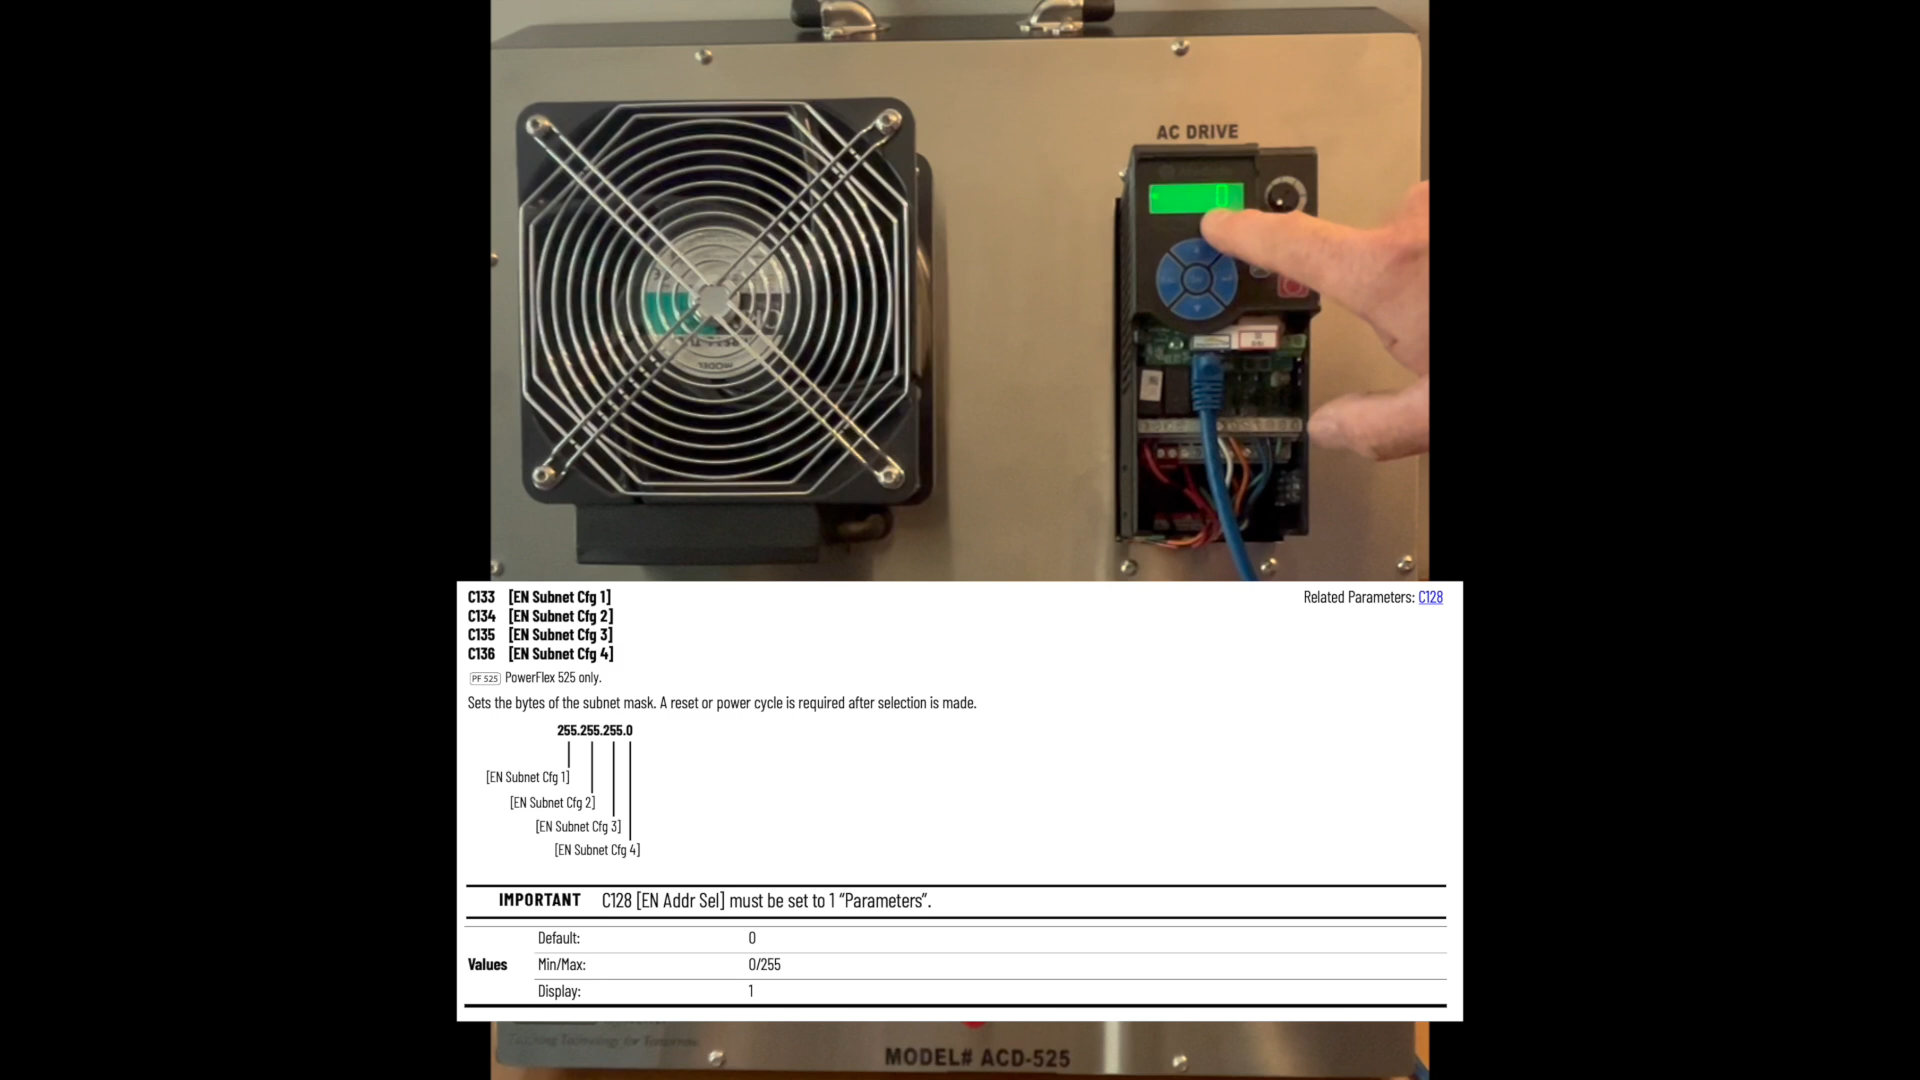 AC DRIVE
0
C133 [EN Subnet Cfg 1]
Related Parameters: C128
C134 [EN Subnet Cfg 2]
C135 [EN Subnet Cfg 3]
C136 [EN Subnet Cfg 4]
PF 525 PowerFlex 525 only.
Sets the bytes of the subnet mask. A reset or power cycle is required after selection is made.
255.255.255.0
[EN Subnet Cfg 1]
[EN Subnet Cfg 2]
[EN Subnet Cfg 3]
[EN Subnet Cfg 4]
IMPORTANT C128 [EN Addr Sel] must be set to 1 “Parameters”.
Values
Default: 0
Min/Max: 0/255
Display: 1
Technology for Tomorrow
MODEL# ACD-525